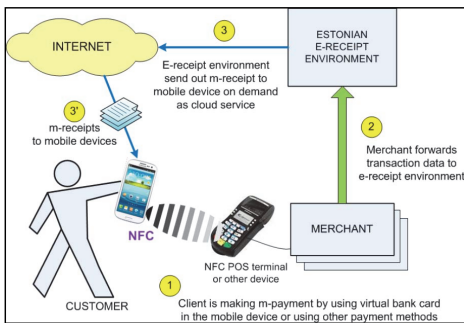 INTERNET
3
ESTONIAN
E-RECEIPT
ENVIRONMENT
E-receipt environment
send out m-receipt to
mobile device on demand
as cloud service
3'
m-receipts
to mobile devices
2
Merchant forwards
transaction data to
e-receipt environment
NFC
MERCHANT
NFC POS terminal
or other device
CUSTOMER
1
Client is making m-payment by using virtual bank card
in the mobile device or using other payment methods